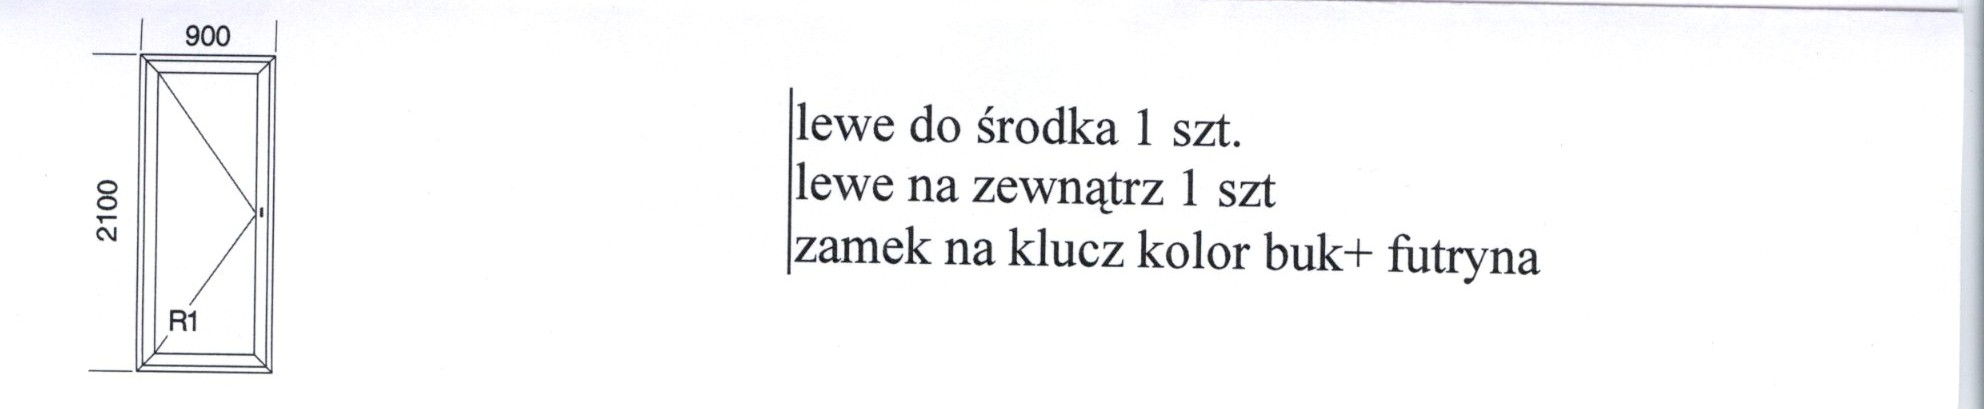 900
2100
R1
lewe do środka 1 szt.
lewe na zewnątrz 1 szt
zamek na klucz kolor buk+ futryna